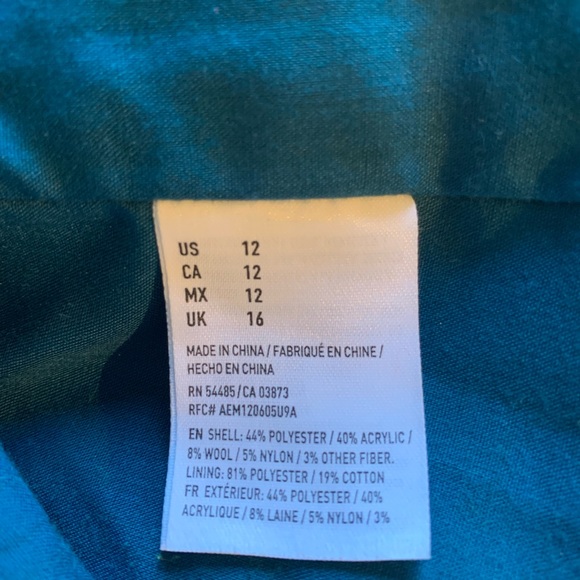 US 12
CA 12
MX 12
UK 16
MADE IN CHINA / FABRIQUÉ EN CHINE /
HECHO EN CHINA
RN 54485 / CA 03873
RFC# AEM120605U9A
EN SHELL: 44% POLYESTER / 40% ACRYLIC /
8% WOOL / 5% NYLON / 3% OTHER FIBER.
LINING: 81% POLYESTER / 19% COTTON
FR EXTÉRIEUR: 44% POLYESTER / 40%
ACRYLIQUE / 8% LAINE / 5% NYLON / 3%